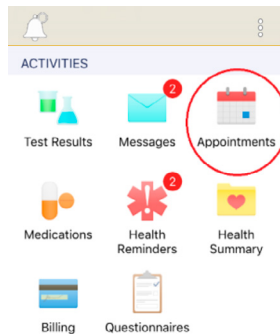 ACTIVITIES
2
Test Results Messages Appointments
2
Medications Health Reminders Health Summary
Billing Questionnaires